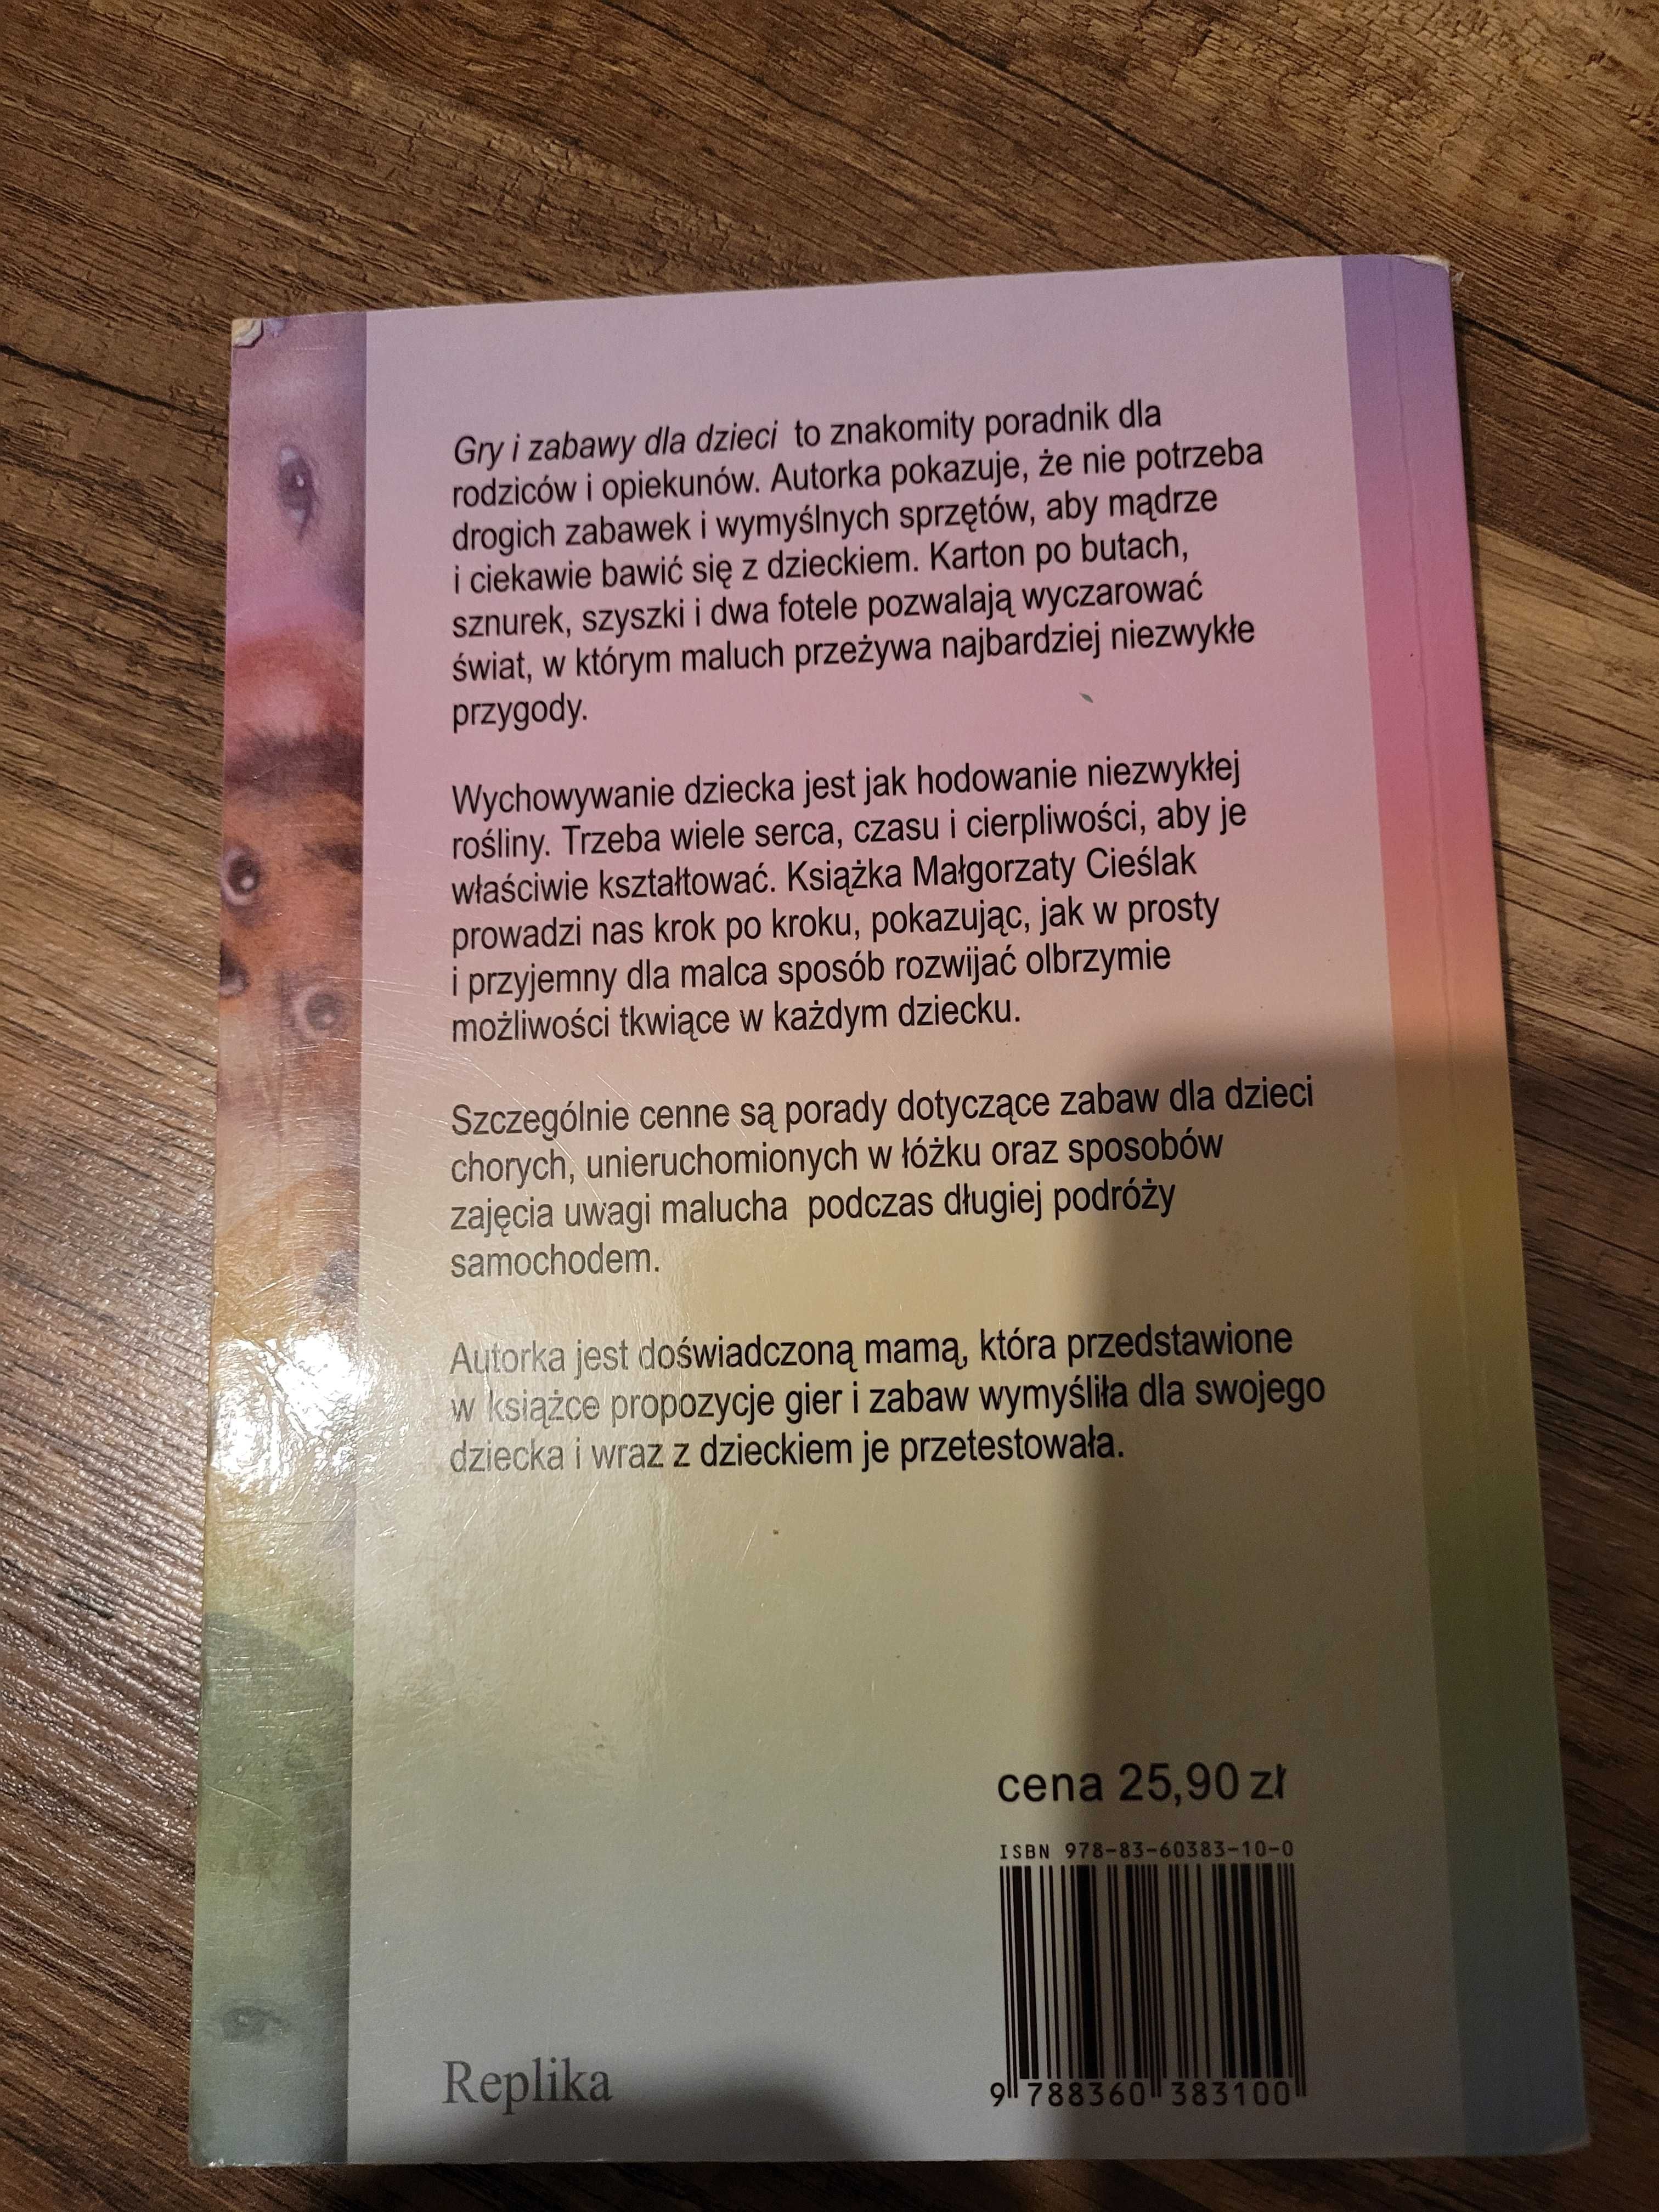 Gry i zabawy dla dzieci to znakomity poradnik dla
rodziców i opiekunów. Autorka pokazuje, że nie potrzeba
drogich zabawek i wymyślnych sprzętów, aby mądrze
i ciekawie bawić się z dzieckiem. Karton po butach,
sznurek, szyszki i dwa fotele pozwalają wyczarować
świat, w którym maluch przeżywa najbardziej niezwykłe
przygody.
Wychowywanie dziecka jest jak hodowanie niezwykłej
rośliny. Trzeba wiele serca, czasu i cierpliwości, aby je
właściwie kształtować. Książka Małgorzaty Cieślak
prowadzi nas krok po kroku, pokazując, jak w prosty
i przyjemny dla malca sposób rozwijać olbrzymie
możliwości tkwiące w każdym dziecku.
Szczególnie cenne są porady dotyczące zabaw dla dzieci
chorych, unieruchomionych w łóżku oraz sposobów
zajęcia uwagi malucha podczas długiej podróży
samochodem.
Autorka jest doświadczoną mamą, która przedstawione
w książce propozycje gier i zabaw wymyśliła dla swojego
dziecka i wraz z dzieckiem je przetestowała.
cena 25,90 zł
ISBN 978-83-60383-10-0
9 788360 383100
Replika